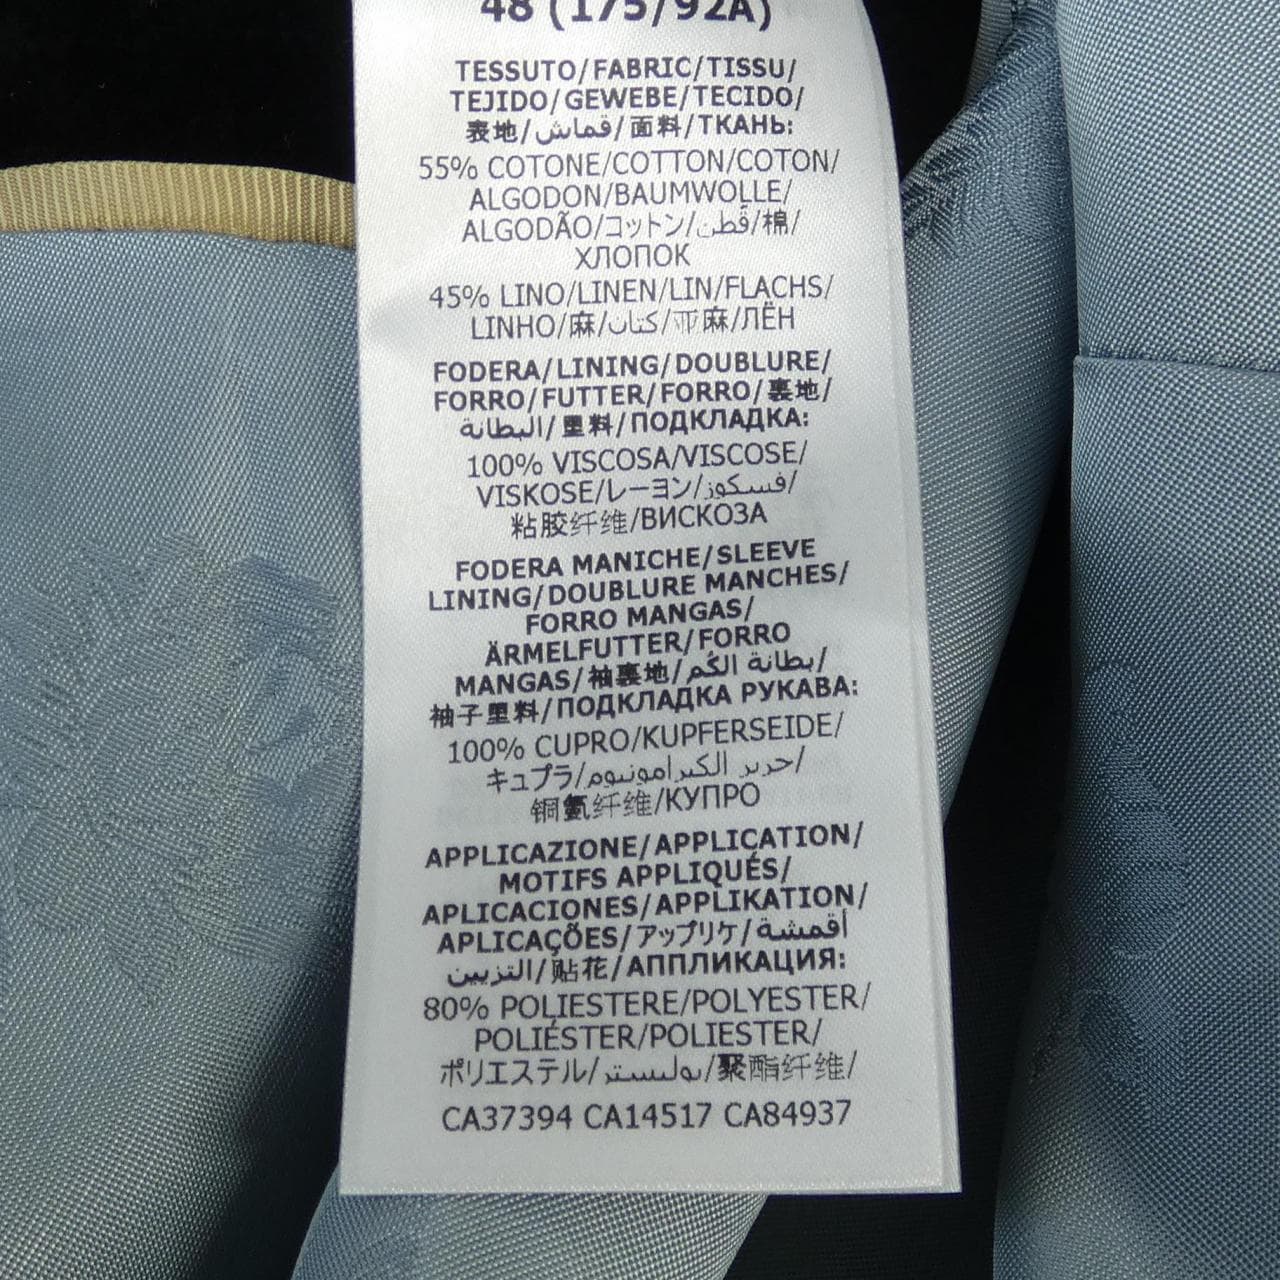 48 (175/92A)
TESSUTO/FABRIC/TISSU/
TEJIDO/GEWEBE/TECIDO/
表地/قماش/面料/ТКАНЬ:
55% COTONE/COTTON/COTON/
ALGODON/BAUMWOLLE/
ALGODÃO/コットン/قطن/棉/
ХЛОПОК
45% LINO/LINEN/LIN/FLACHS/
LINHO/麻/كتان/亚麻/ЛЁН
FODERA/LINING/DOUBLURE/
FORRO/FUTTER/FORRO/裏地/
البطانة/里料/ПОДКЛАДКА:
100% VISCOSA/VISCOSE/
VISKOSE/レーヨン/فسكوز/
粘胶纤维/ВИСКОЗА
FODERA MANICHE/SLEEVE
LINING/DOUBLURE MANCHES/
FORRO MANGAS/
ÄRMELFUTTER/FORRO
MANGAS/袖裏地/بطانة الكُم/
袖子里料/ПОДКЛАДКА РУКАВА:
100% CUPRO/KUPFERSEIDE/
キュプラ/حرير الكبرامونيوم/
铜氨纤维/КУПРО
APPLICAZIONE/APPLICATION/
MOTIFS APPLIQUÉS/
APLICACIONES/APPLIKATION/
APLICAÇÕES/アップリケ/أقمشة
التزيين/贴花/АППЛИКАЦИЯ:
80% POLIESTERE/POLYESTER/
POLIÉSTER/POLIESTER/
ポリエステル/بوليستر/聚酯纤维/
CA37394 CA14517 CA84937